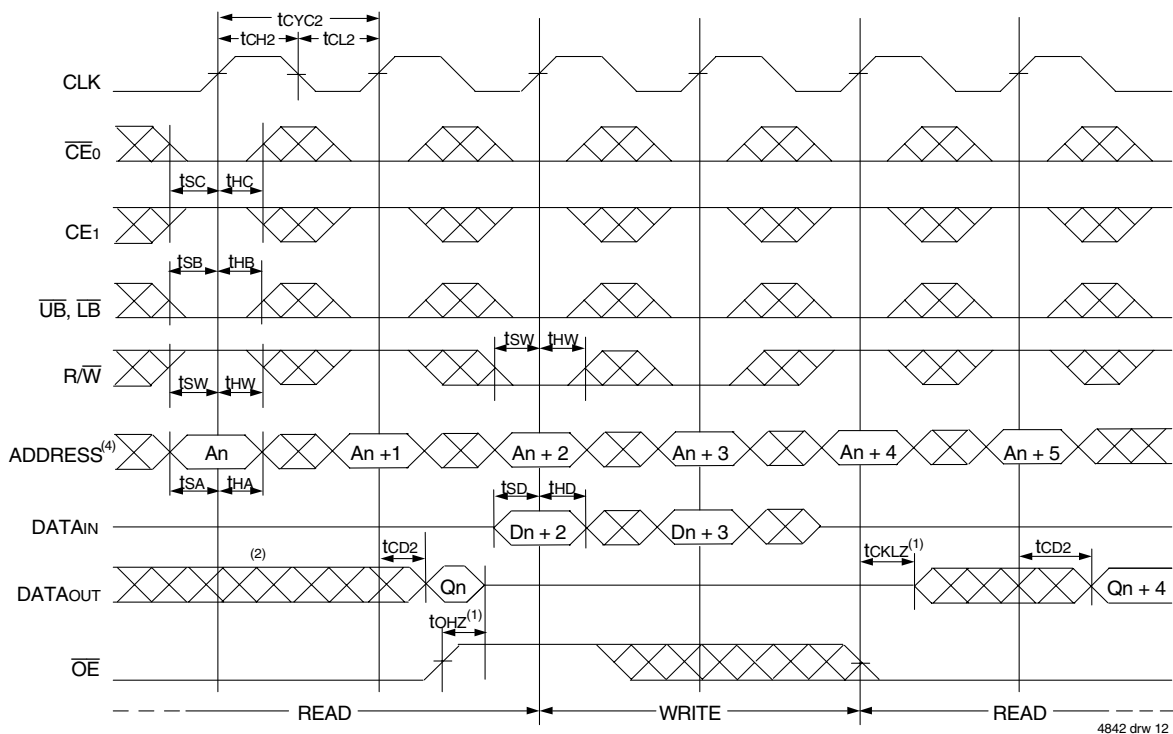 tCYC2
tCH2 tCL2
CLK
CE0
tSC tHC
CE1
tSB tHB
UB, LB
tSW tHW
R/W
tSW tHW
ADDRESS(4) An An +1 An + 2 An + 3 An + 4 An + 5
tSA tHA
tSD tHD
DATAIN Dn + 2 Dn + 3
tCD2 tCKLZ(1) tCD2
(2)
DATAOUT Qn Qn + 4
tOHZ(1)
OE
READ WRITE READ
4842 drw 12